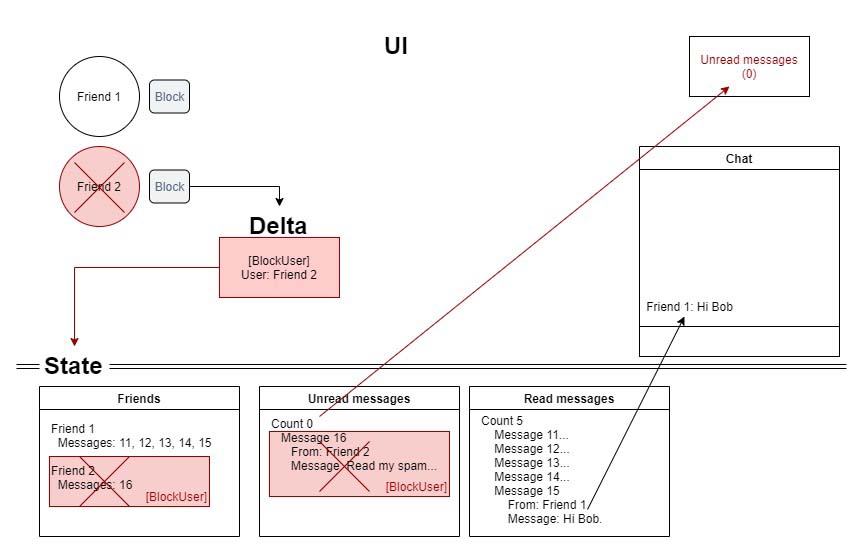 UI
Friend 1
Block
Friend 2
Block
Delta
[BlockUser]
User: Friend 2
Unread messages
(0)
Chat
Friend 1: Hi Bob
State
Friends
Friend 1
Messages: 11, 12, 13, 14, 15
Friend 2
Messages: 16
[BlockUser]
Unread messages
Count 0
Message 16
From: Friend 2
Message: Read my spam...
[BlockUser]
Read messages
Count 5
Message 11...
Message 12...
Message 13...
Message 14...
Message 15
From: Friend 1
Message: Hi Bob.